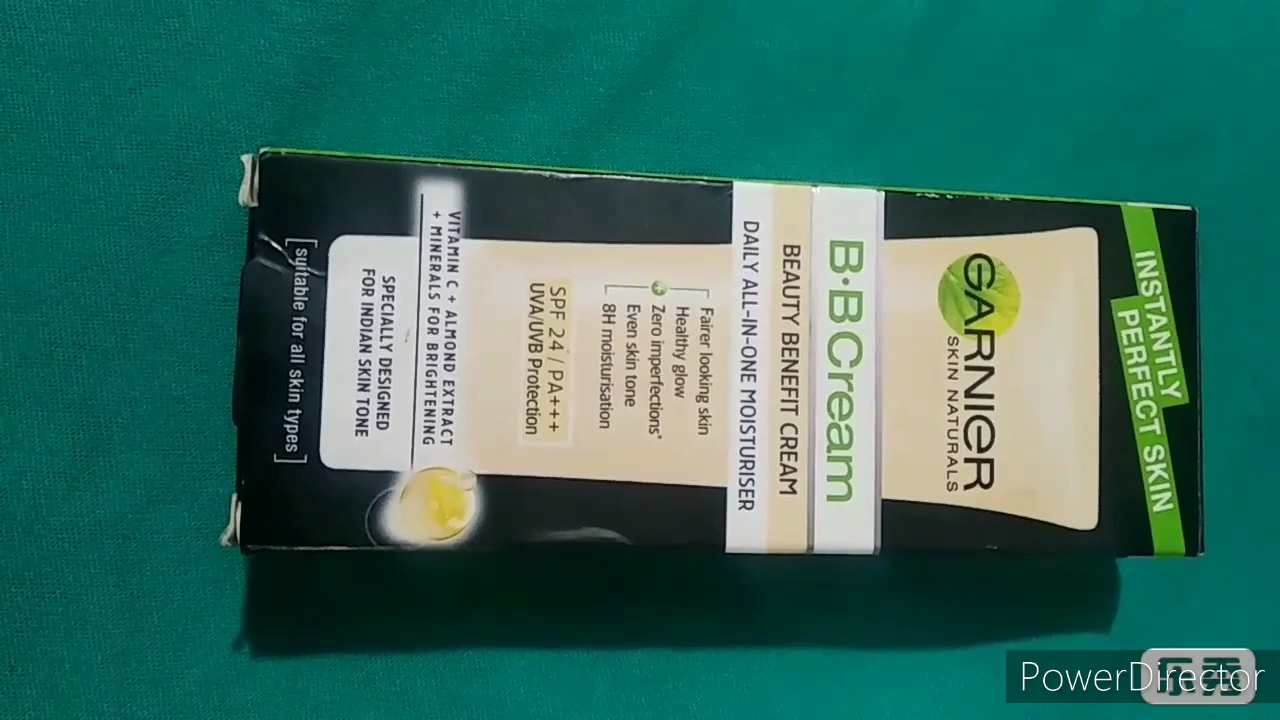 INSTANTLY
PERFECT SKIN
GARNIER
SKIN NATURALS
B·B Cream
BEAUTY BENEFIT CREAM
DAILY ALL-IN-ONE MOISTURISER
Fairer looking skin
Healthy glow
Zero imperfections*
Even skin tone
8H moisturisation
SPF 24 / PA+++
UVA/UVB Protection
VITAMIN C + ALMOND EXTRACT
+ MINERALS FOR BRIGHTENING
SPECIALLY DESIGNED
FOR INDIAN SKIN TONE
[suitable for all skin types]
PowerDirector
乐秀